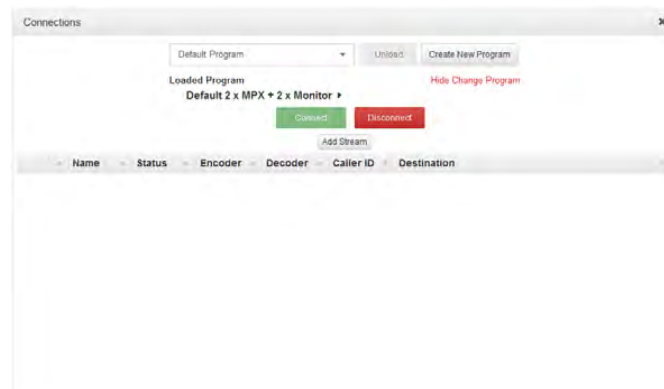 Connections
Default Program Unload Create New Program
Loaded Program Hide Change Program
Default 2 x MPX + 2 x Monitor
Connect Disconnect
Add Stream
Name Status Encoder Decoder Caller ID Destination